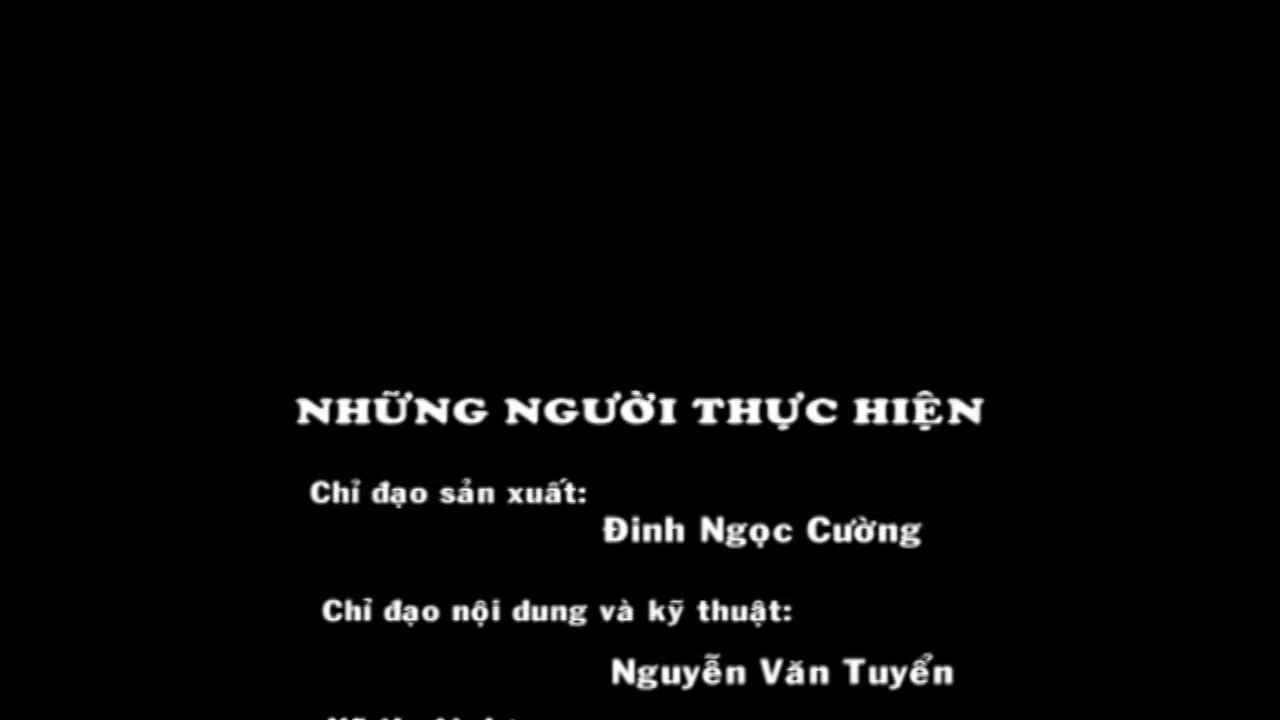 NHỮNG NGƯỜI THỰC HIỆN
Chỉ đạo sản xuất:
Đinh Ngọc Cường
Chỉ đạo nội dung và kỹ thuật:
Nguyễn Văn Tuyển